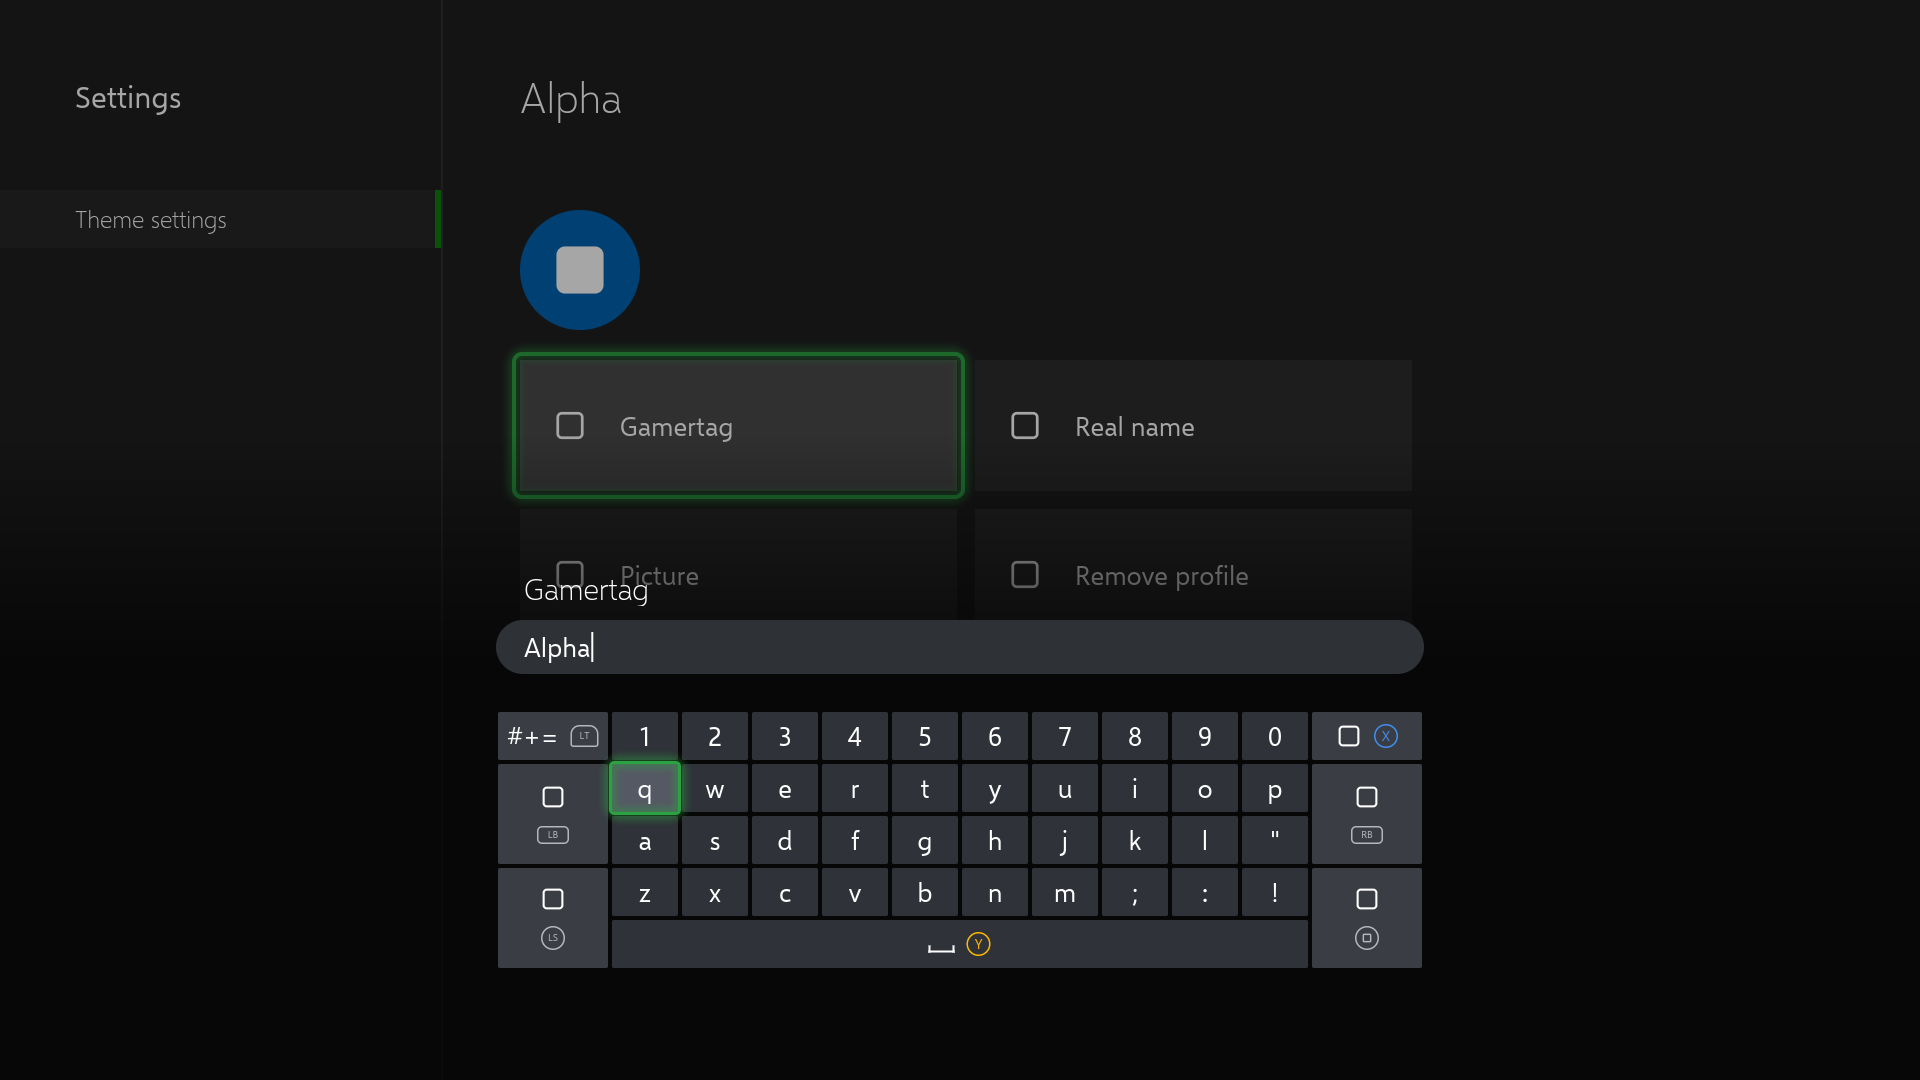 Settings
Alpha
Theme settings
Gamertag
Real name
Picture
Remove profile
Gamertag
Alpha
#+= LT 1 2 3 4 5 6 7 8 9 0 X
q w e r t y u i o p
LB a s d f g h j k l " RB
z x c v b n m ; : !
LS Y